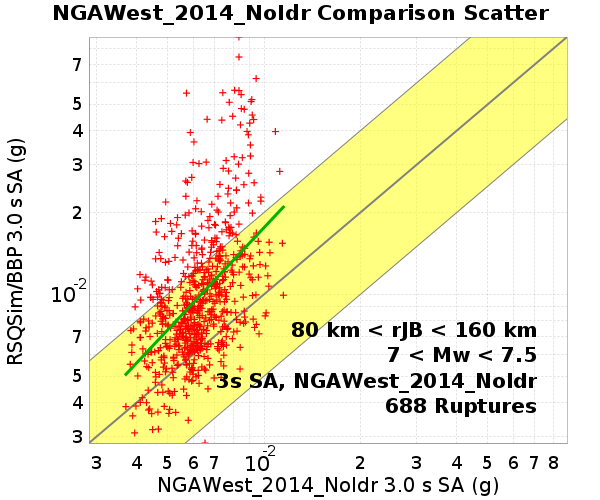 NGAWest_2014_NoIdr Comparison Scatter
RSQSim/BBP 3.0 s SA (g)
7
5
4
3
2
10-2
7
5
4
3
80 km < rJB < 160 km
7 < Mw < 7.5
3s SA, NGAWest_2014_NoIdr
688 Ruptures
3 4 5 6 7 10-2 2 3 4 5 6 7 8
NGAWest_2014_NoIdr 3.0 s SA (g)